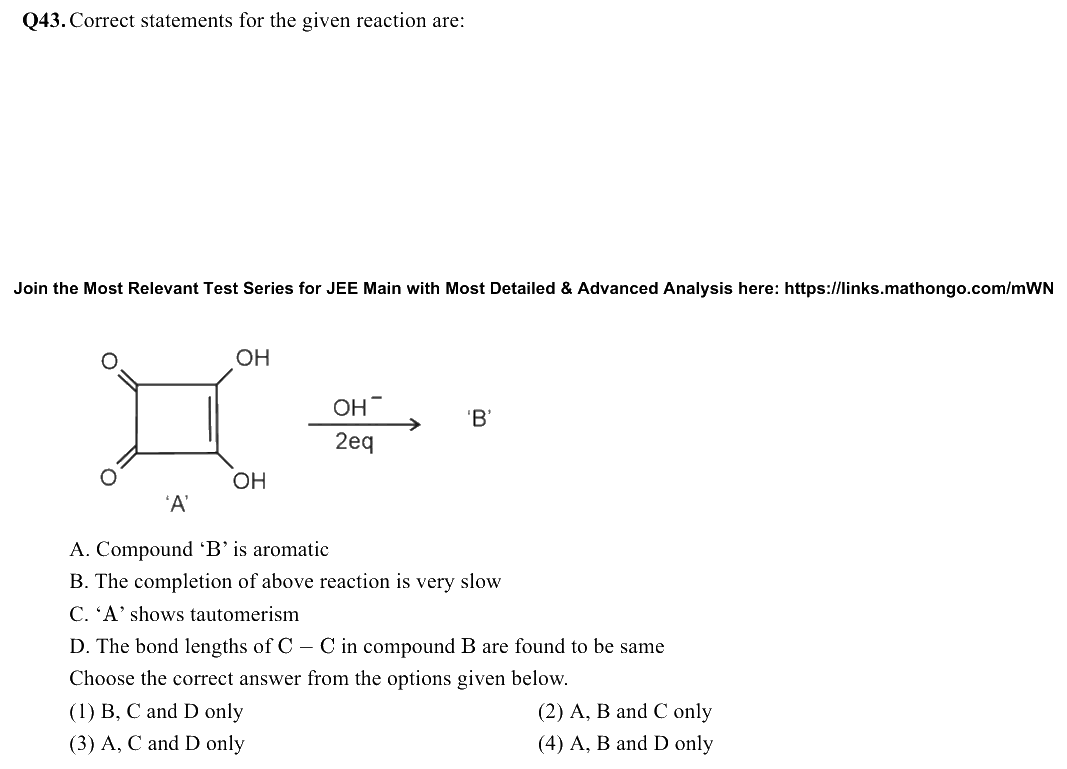 Q43. Correct statements for the given reaction are:
Join the Most Relevant Test Series for JEE Main with Most Detailed & Advanced Analysis here: https://links.mathongo.com/mWN
O OH
OH⁻ 'B'
2eq
O OH
'A'
A. Compound ‘B’ is aromatic
B. The completion of above reaction is very slow
C. ‘A’ shows tautomerism
D. The bond lengths of C – C in compound B are found to be same
Choose the correct answer from the options given below.
(1) B, C and D only (2) A, B and C only
(3) A, C and D only (4) A, B and D only